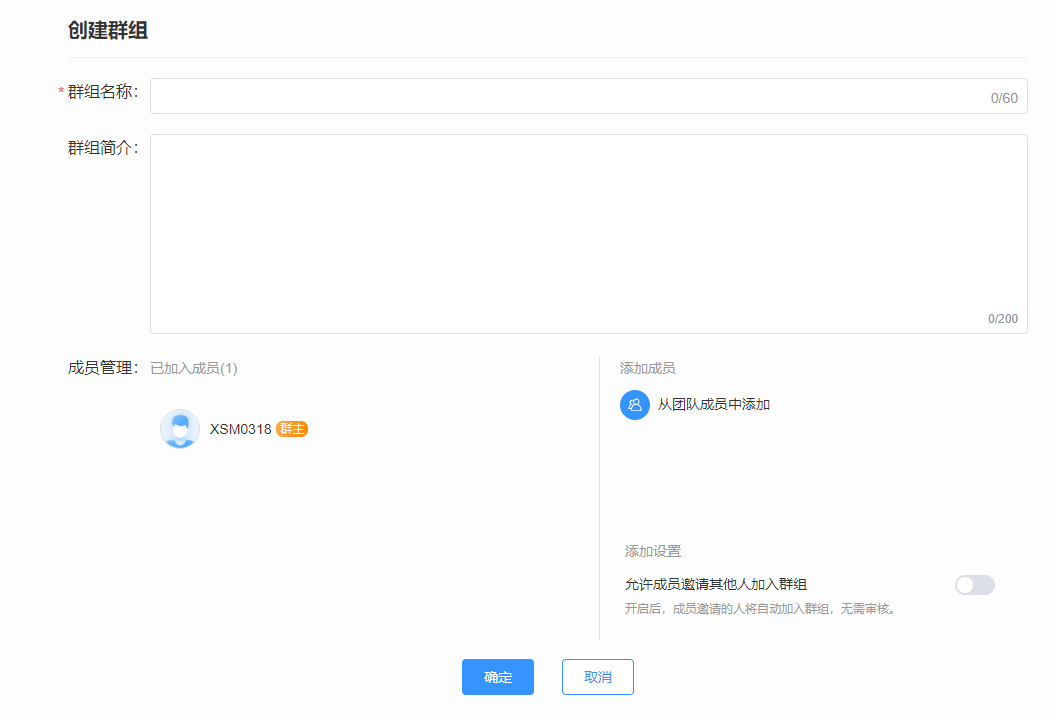 创建群组
*群组名称：
0/60
群组简介：
0/200
成员管理： 已加入成员(1)
XSM0318 群主
添加成员
从团队成员中添加
添加设置
允许成员邀请其他人加入群组
开启后，成员邀请的人将自动加入群组，无需审核。
确定 取消